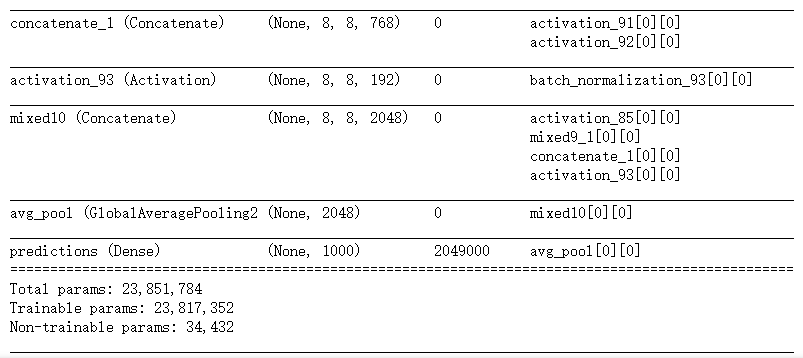 concatenate_1 (Concatenate) (None, 8, 8, 768) 0 activation_91[0][0]
activation_92[0][0]
activation_93 (Activation) (None, 8, 8, 192) 0 batch_normalization_93[0][0]
mixed10 (Concatenate) (None, 8, 8, 2048) 0 activation_85[0][0]
mixed9_1[0][0]
concatenate_1[0][0]
activation_93[0][0]
avg_pool (GlobalAveragePooling2 (None, 2048) 0 mixed10[0][0]
predictions (Dense) (None, 1000) 2049000 avg_pool[0][0]
Total params: 23,851,784
Trainable params: 23,817,352
Non-trainable params: 34,432